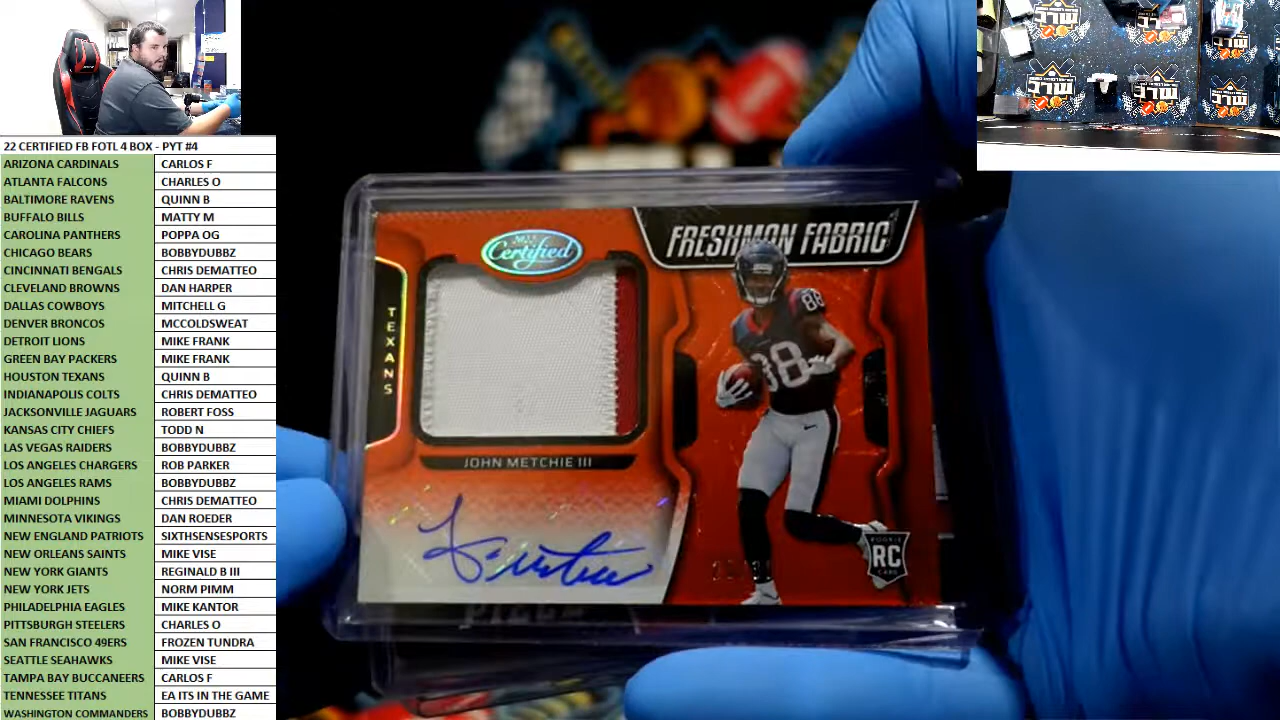 22 CERTIFIED FB FOTL 4 BOX - PYT #4
ARIZONA CARDINALS CARLOS F
ATLANTA FALCONS CHARLES O
BALTIMORE RAVENS QUINN B
BUFFALO BILLS MATTY M
CAROLINA PANTHERS POPPA OG
CHICAGO BEARS BOBBYDUBBZ
CINCINNATI BENGALS CHRIS DEMATTEO
CLEVELAND BROWNS DAN HARPER
DALLAS COWBOYS MITCHELL G
DENVER BRONCOS MCCOLDSWEAT
DETROIT LIONS MIKE FRANK
GREEN BAY PACKERS MIKE FRANK
HOUSTON TEXANS QUINN B
INDIANAPOLIS COLTS CHRIS DEMATTEO
JACKSONVILLE JAGUARS ROBERT FOSS
KANSAS CITY CHIEFS TODD N
LAS VEGAS RAIDERS BOBBYDUBBZ
LOS ANGELES CHARGERS ROB PARKER
LOS ANGELES RAMS BOBBYDUBBZ
MIAMI DOLPHINS CHRIS DEMATTEO
MINNESOTA VIKINGS DAN ROEDER
NEW ENGLAND PATRIOTS SIXTHSENSESPORTS
NEW ORLEANS SAINTS MIKE VISE
NEW YORK GIANTS REGINALD B III
NEW YORK JETS NORM PIMM
PHILADELPHIA EAGLES MIKE KANTOR
PITTSBURGH STEELERS CHARLES O
SAN FRANCISCO 49ERS FROZEN TUNDRA
SEATTLE SEAHAWKS MIKE VISE
TAMPA BAY BUCCANEERS CARLOS F
TENNESSEE TITANS EA ITS IN THE GAME
WASHINGTON COMMANDERS BOBBYDUBBZ
Certified
FRESHMAN FABRIC
TEXANS
88
88
JOHN METCHIE III
ROOKIE
RC
CARD